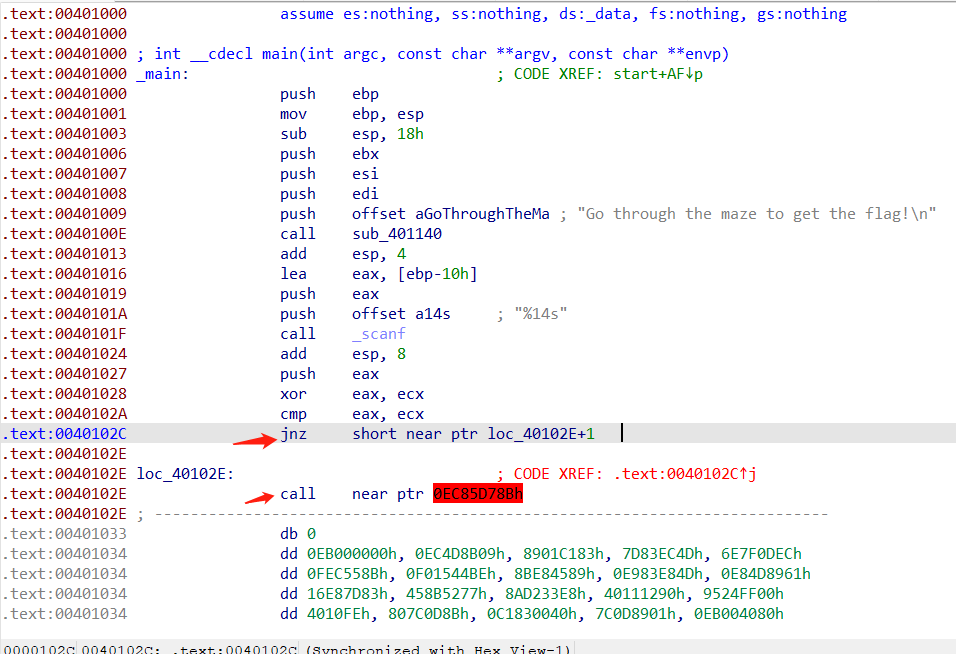 .text:00401000 assume es:nothing, ss:nothing, ds:_data, fs:nothing, gs:nothing
.text:00401000
.text:00401000 ; int __cdecl main(int argc, const char **argv, const char **envp)
.text:00401000 _main: ; CODE XREF: start+AF↓p
.text:00401000 push ebp
.text:00401001 mov ebp, esp
.text:00401003 sub esp, 18h
.text:00401006 push ebx
.text:00401007 push esi
.text:00401008 push edi
.text:00401009 push offset aGoThroughTheMa ; "Go through the maze to get the flag!\n"
.text:0040100E call sub_401140
.text:00401013 add esp, 4
.text:00401016 lea eax, [ebp-10h]
.text:00401019 push eax
.text:0040101A push offset a14s ; "%14s"
.text:0040101F call _scanf
.text:00401024 add esp, 8
.text:00401027 push eax
.text:00401028 xor eax, ecx
.text:0040102A cmp eax, ecx
.text:0040102C jnz short near ptr loc_40102E+1
.text:0040102E
.text:0040102E loc_40102E: ; CODE XREF: .text:0040102C↑j
.text:0040102E call near ptr 0EC85D78Bh
.text:0040102E ; ---------------------------------------------------------------------------
.text:00401033 db 0
.text:00401034 dd 0EB000000h, 0EC4D8B09h, 8901C183h, 7D83EC4Dh, 6E7F0DECh
.text:00401034 dd 0FEC558Bh, 0F01544BEh, 8BE84589h, 0E983E84Dh, 0E84D8961h
.text:00401034 dd 16E87D83h, 458B5277h, 8AD233E8h, 40111290h, 9524FF00h
.text:00401034 dd 4010FEh, 807C0D8Bh, 0C1830040h, 7C0D8901h, 0EB004080h
0000102C 0040102C: .text:0040102C (Synchronized with Hex View-1)